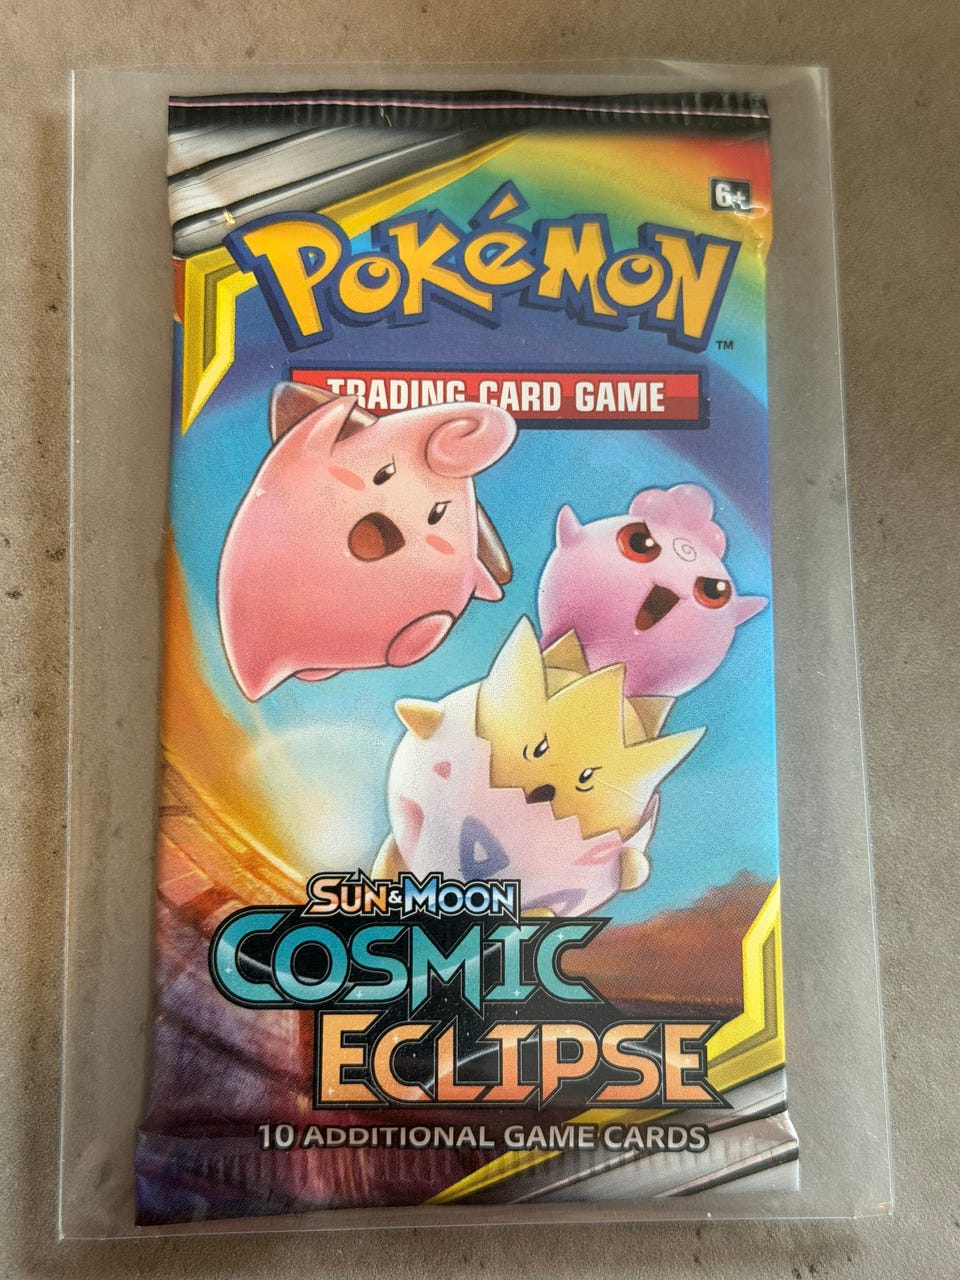 6+
POKéMON
TM
TRADING CARD GAME
SUN & MOON
COSMIC
ECLIPSE
10 ADDITIONAL GAME CARDS